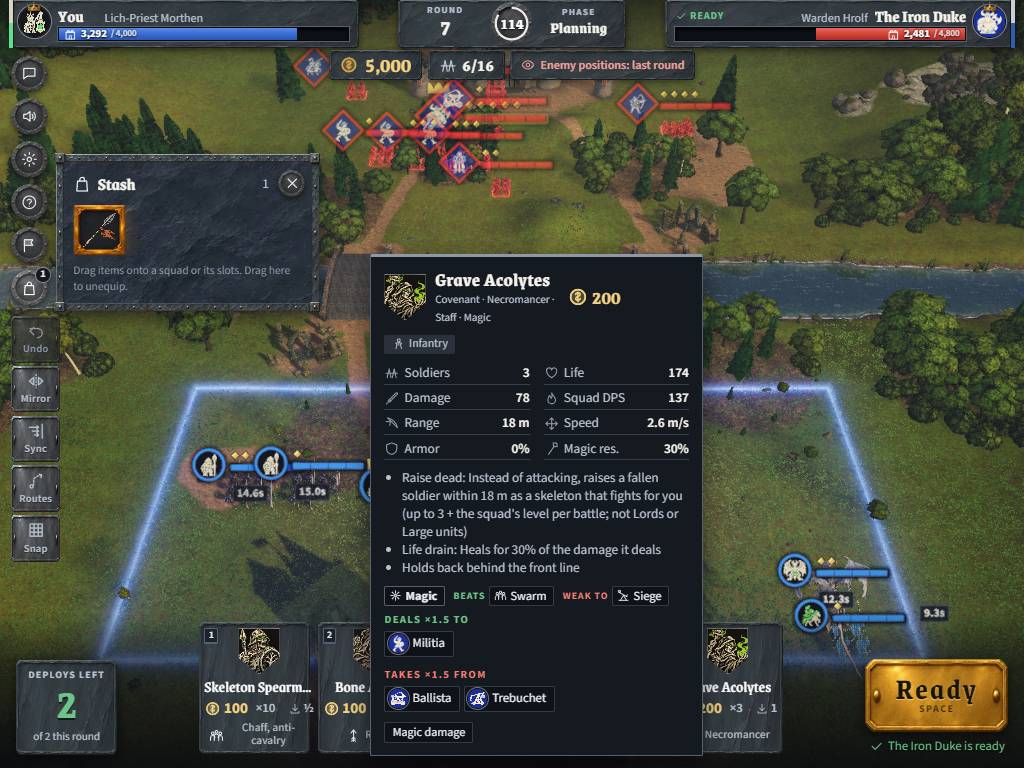 You Lich-Priest Morthen
3,292 / 4,000
ROUND
7
114
PHASE
Planning
READY
Warden Hrolf The Iron Duke
2,481 / 4,800
5,000
6/16
Enemy positions: last round
Stash 1
Drag items onto a squad or its slots. Drag here
to unequip.
1
Undo
Mirror
Sync
Routes
Snap
Grave Acolytes
Covenant · Necromancer ·
Staff · Magic
200
Infantry
Soldiers 3
Life 174
Damage 78
Squad DPS 137
Range 18 m
Speed 2.6 m/s
Armor 0%
Magic res. 30%
Raise dead: Instead of attacking, raises a fallen
soldier within 18 m as a skeleton that fights for you
(up to 3 + the squad's level per battle; not Lords or
Large units)
Life drain: Heals for 30% of the damage it deals
Holds back behind the front line
Magic BEATS Swarm WEAK TO Siege
DEALS ×1.5 TO
Militia
TAKES ×1.5 FROM
Ballista Trebuchet
Magic damage
14.6s
15.0s
12.3s
9.3s
DEPLOYS LEFT
2
of 2 this round
1
Skeleton Spearm...
100 ×10 ½
Chaff, anti-
cavalry
2
Bone
100
ve Acolytes
200 ×3 1
Necromancer
Ready
SPACE
The Iron Duke is ready